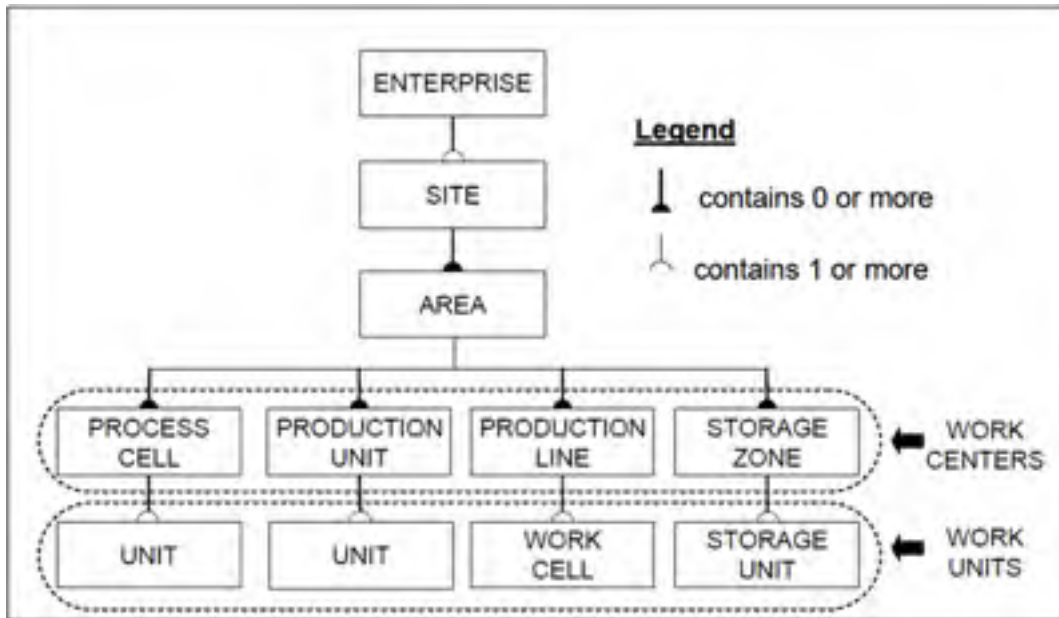 ENTERPRISE
Legend
SITE
contains 0 or more
contains 1 or more
AREA
PROCESS
CELL
PRODUCTION
UNIT
PRODUCTION
LINE
STORAGE
ZONE
WORK
CENTERS
UNIT
UNIT
WORK
CELL
STORAGE
UNIT
WORK
UNITS